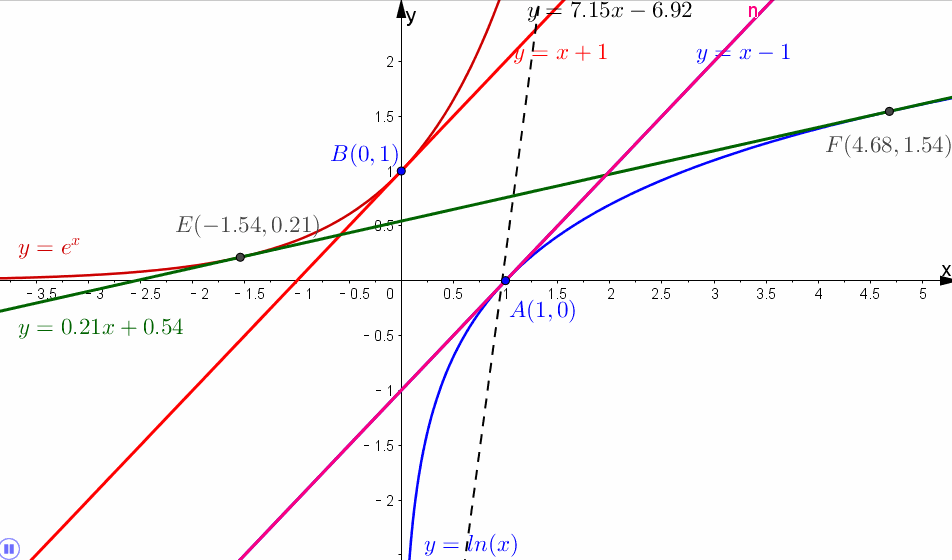 y
y = 7.15x − 6.92
n
y = x + 1
y = x − 1
2
1.5
F(4.68, 1.54)
B(0, 1)
1
E(−1.54, 0.21)
0.5
y = eˣ
x
−3.5 −3 −2.5 −2 −1.5 −1 −0.5 0 0.5 1 1.5 2 2.5 3 3.5 4 4.5 5
A(1, 0)
y = 0.21x + 0.54
−0.5
−1
−1.5
−2
y = ln(x)